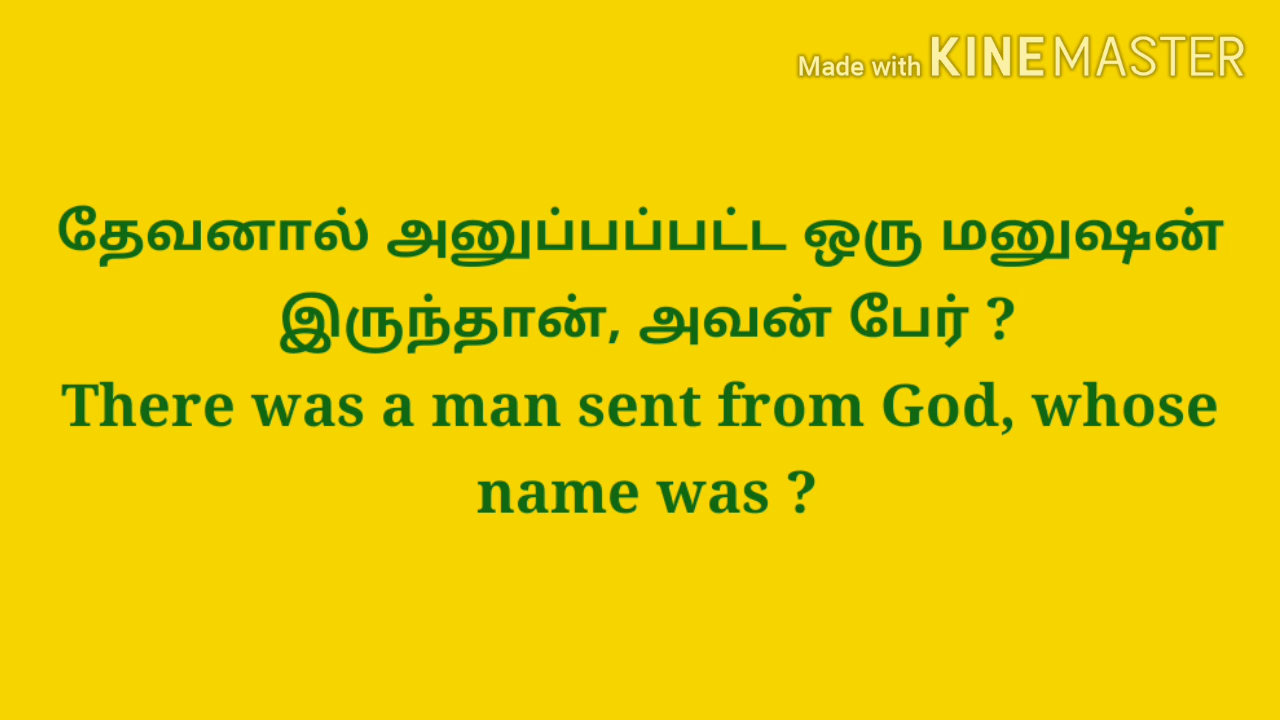 Made with KINEMASTER
தேவனால் அனுப்பப்பட்ட ஒரு மனுஷன்
இருந்தான், அவன் பேர் ?
There was a man sent from God, whose
name was ?